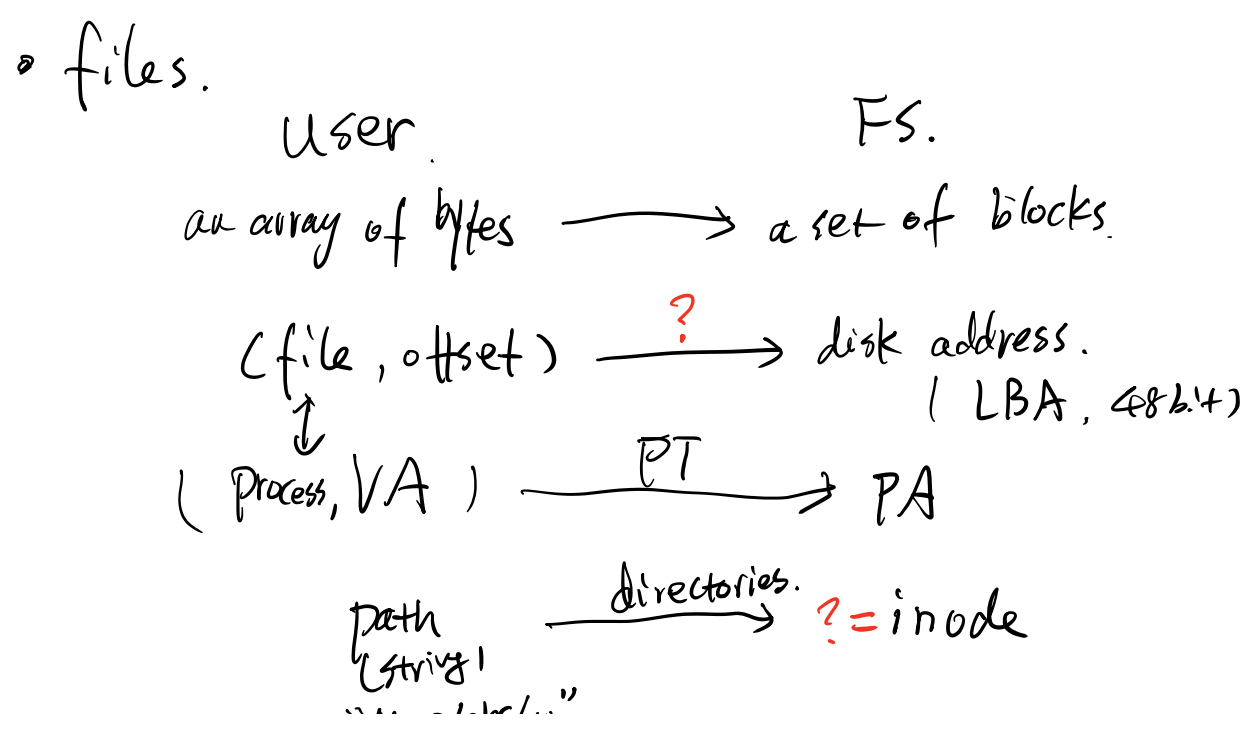 • files.
user. FS.
an array of bytes → a set of blocks.
?
(file, offset) → disk address.
( LBA, 48bit)
↕
PT
(process, VA) → PA
directories.
path → ?= inode
(string)